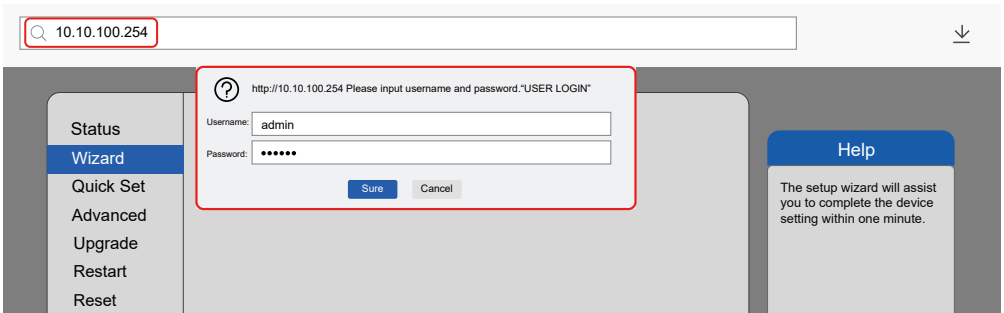 10.10.100.254
http://10.10.100.254 Please input username and password.“USER LOGIN”
Username: admin
Password: ••••••
Sure Cancel
Status
Wizard
Quick Set
Advanced
Upgrade
Restart
Reset
Help
The setup wizard will assist
you to complete the device
setting within one minute.